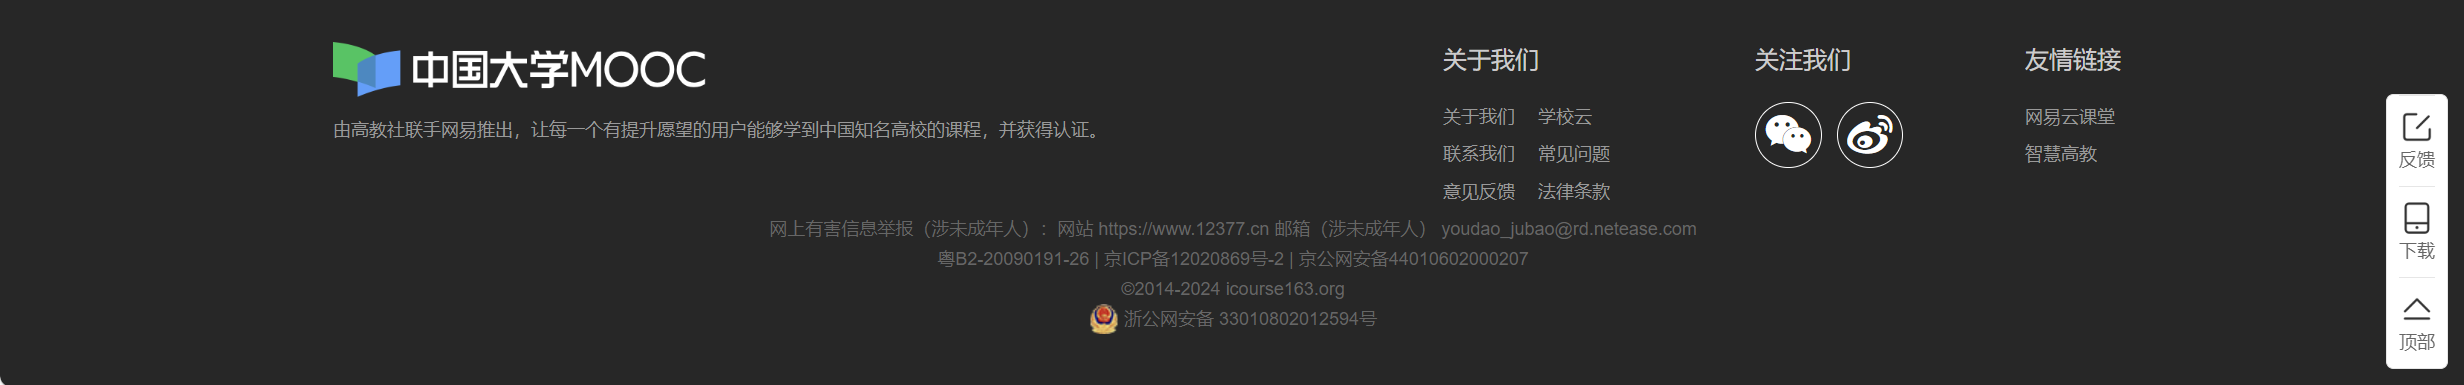 中国大学MOOC
由高教社联手网易推出，让每一个有提升愿望的用户能够学到中国知名高校的课程，并获得认证。
关于我们
关于我们 学校云
联系我们 常见问题
意见反馈 法律条款
关注我们
友情链接
网易云课堂
智慧高教
网上有害信息举报（涉未成年人）：网站 https://www.12377.cn 邮箱（涉未成年人） youdao_jubao@rd.netease.com
粤B2-20090191-26 | 京ICP备12020869号-2 | 京公网安备44010602000207
©2014-2024 icourse163.org
浙公网安备 33010802012594号
反馈
下载
顶部